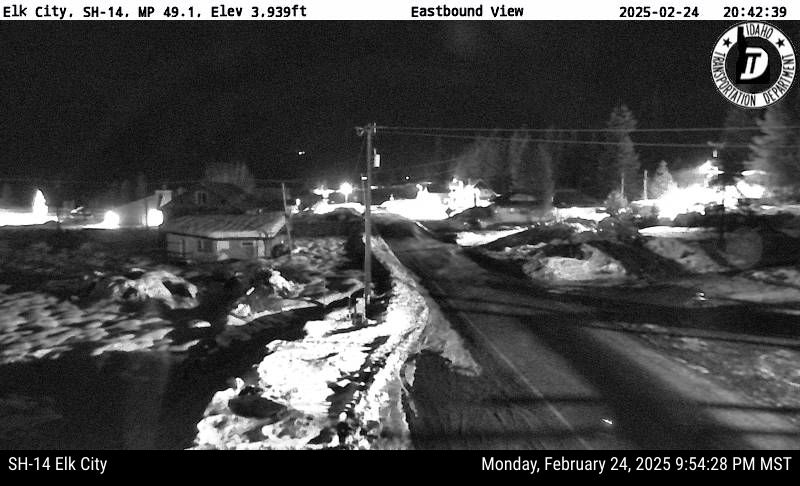 Elk City, SH-14, MP 49.1, Elev 3,939ft Eastbound View 2025-02-24 20:42:39
IDAHO
TRANSPORTATION DEPARTMENT
SH-14 Elk City Monday, February 24, 2025 9:54:28 PM MST